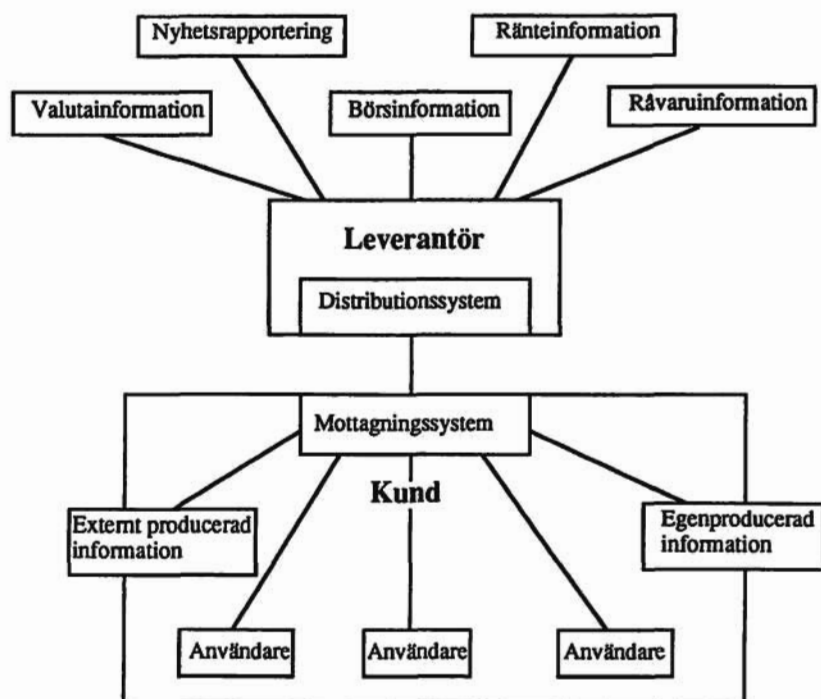 Nyhetsrapportering
Ränteinformation
Valutainformation
Börsinformation
Råvaruinformation
Leverantör
Distributionssystem
Mottagningssystem
Kund
Externt producerad
information
Egenproducerad
information
Användare
Användare
Användare